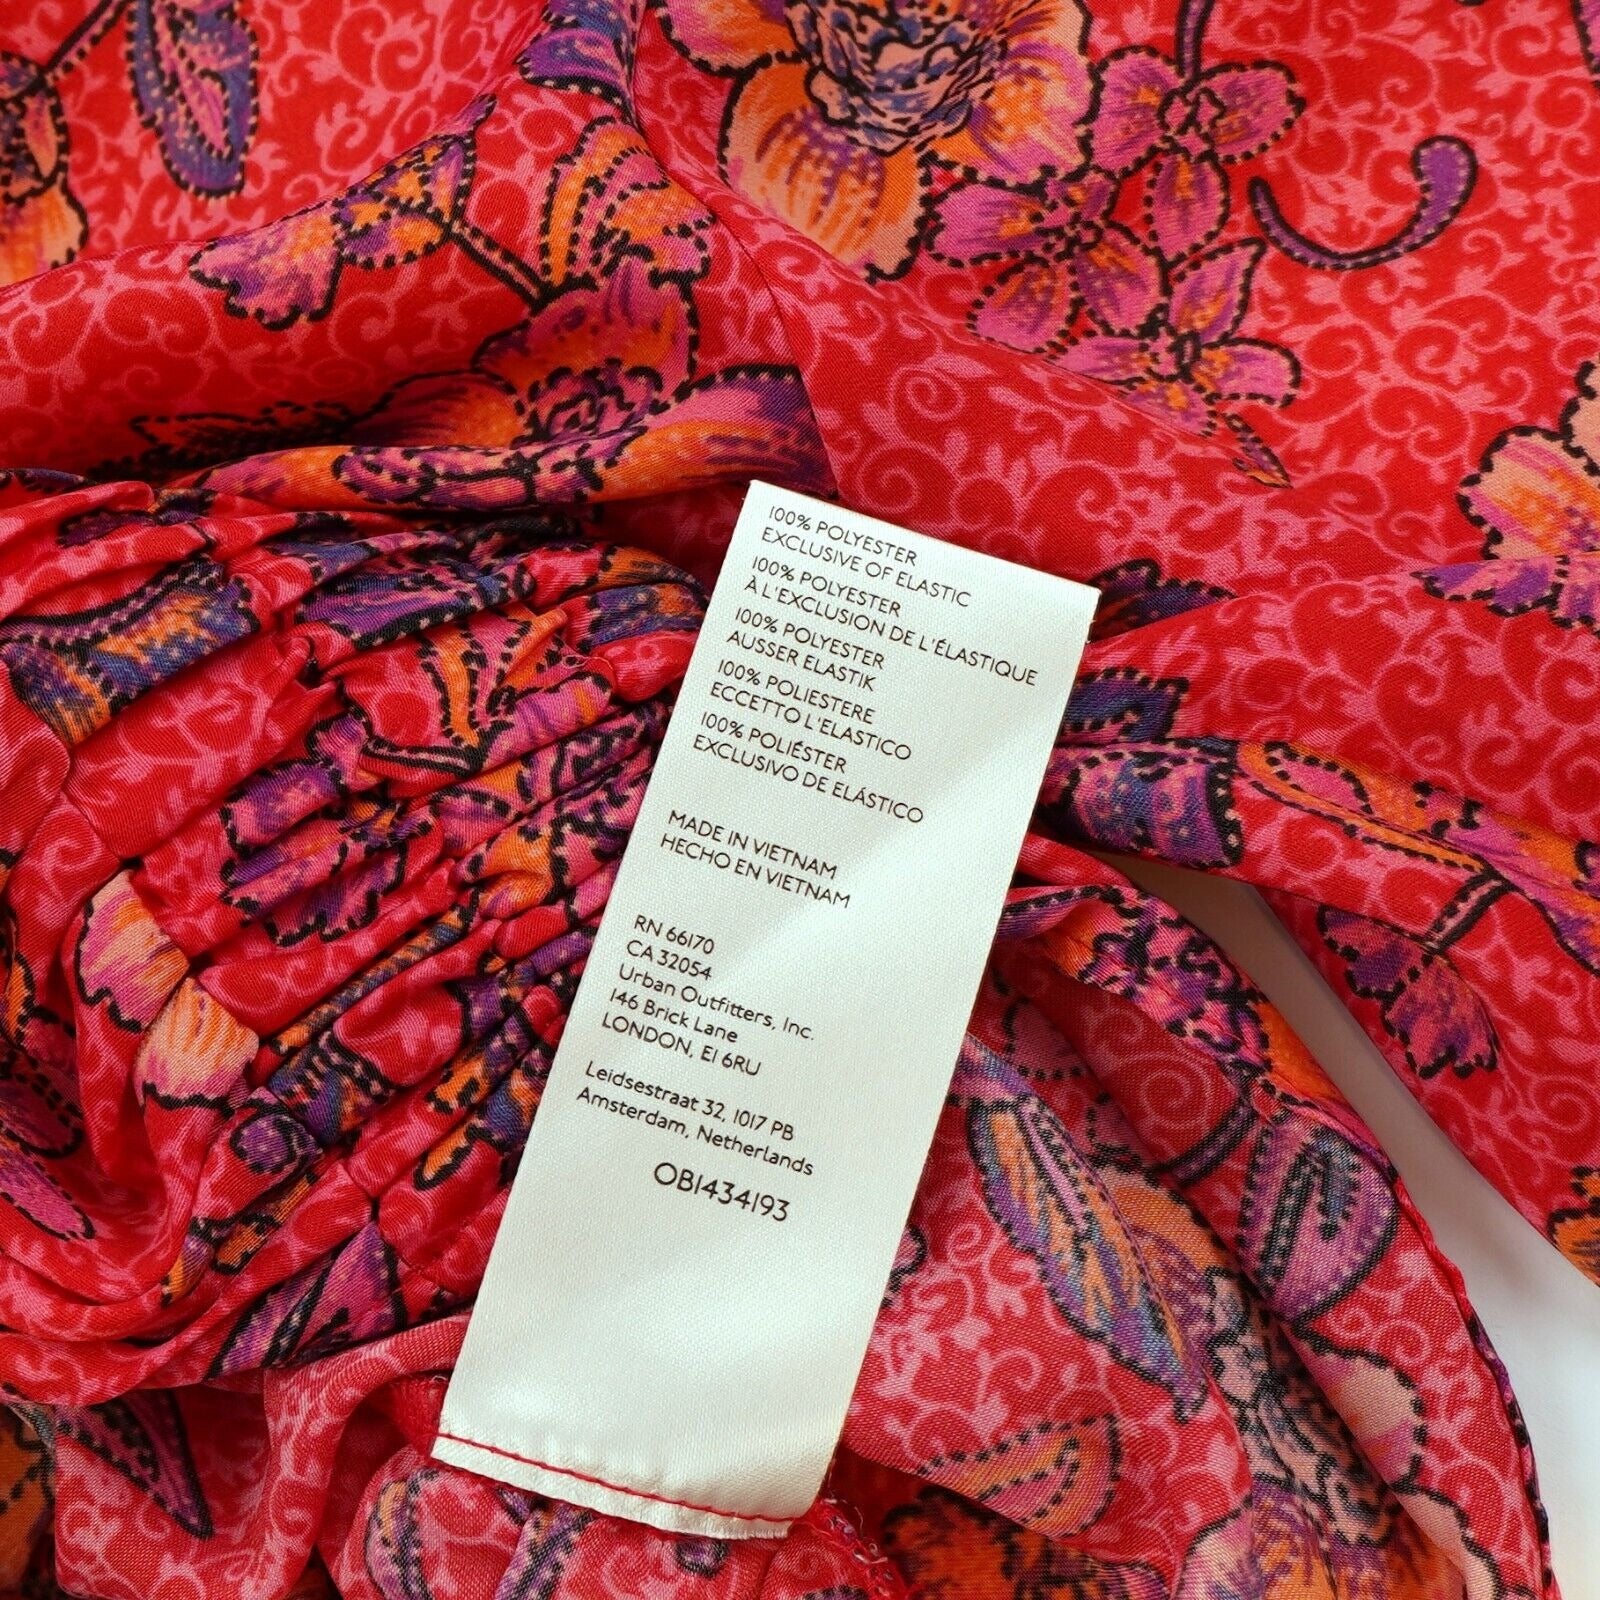 100% POLYESTER
EXCLUSIVE OF ELASTIC
100% POLYESTER
À L'EXCLUSION DE L'ÉLASTIQUE
100% POLYESTER
AUSSER ELASTIK
100% POLIESTERE
ECCETTO L'ELASTICO
100% POLIÉSTER
EXCLUSIVO DE ELÁSTICO
MADE IN VIETNAM
HECHO EN VIETNAM
RN 66170
CA 32054
Urban Outfitters, Inc.
146 Brick Lane
LONDON, E1 6RU
Leidsestraat 32, 1017 PB
Amsterdam, Netherlands
OB1434193